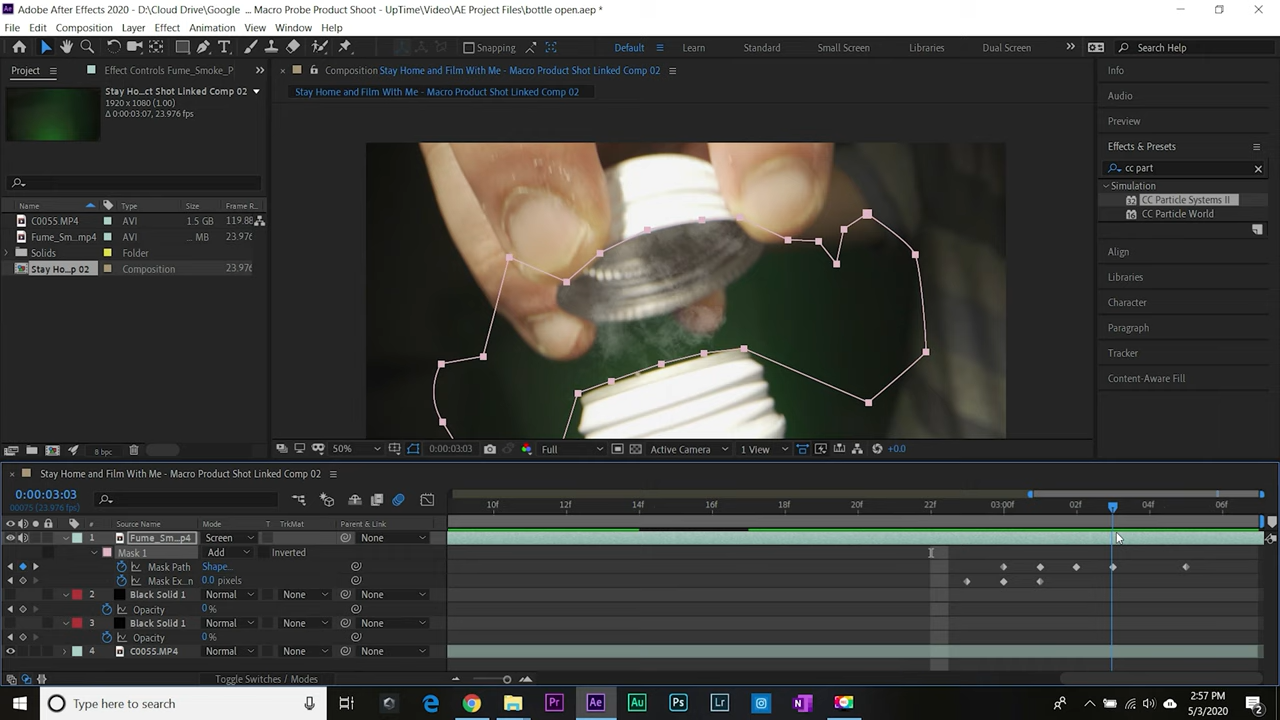 Adobe After Effects 2020 - D:\Cloud Drive\Google ... Macro Probe Product Shoot - UpTime\Video\AE Project Files\bottle open.aep *
File Edit Composition Layer Effect Animation View Window Help
Snapping
Default Learn Standard Small Screen Libraries Dual Screen Search Help
Project Effect Controls Fume_Smoke_P
Composition Stay Home and Film With Me - Macro Product Shot Linked Comp 02
Info
Stay Ho...ct Shot Linked Comp 02
1920 x 1080 (1.00)
Δ 0:00:03:07, 23.976 fps
Stay Home and Film With Me - Macro Product Shot Linked Comp 02
Audio
Preview
Effects & Presets
cc part
Simulation
CC Particle Systems II
CC Particle World
Name Type Size Frame R
C0055.MP4 AVI 1.5 GB 119.88
Fume_Sm...mp4 AVI ... MB 23.976
Solids Folder
Stay Ho...p 02 Composition 23.976
Align
Libraries
Character
Paragraph
Tracker
Content-Aware Fill
8 bpc
50% 0:00:03:03 Full Active Camera 1 View +0.0
Stay Home and Film With Me - Macro Product Shot Linked Comp 02
0:00:03:03
00075 (23.976 fps)
10f 12f 14f 16f 18f 20f 22f 03:00f 02f 04f 06f
# Source Name Mode T TrkMat Parent & Link
1 Fume_Sm...p4 Screen None
Mask 1 Add Inverted
Mask Path Shape...
Mask Ex...n 0.0 pixels
2 Black Solid 1 Normal None None
Opacity 0 %
3 Black Solid 1 Normal None None
Opacity 0 %
4 C0055.MP4 Normal None None
Toggle Switches / Modes
Type here to search
2:57 PM
5/3/2020
2